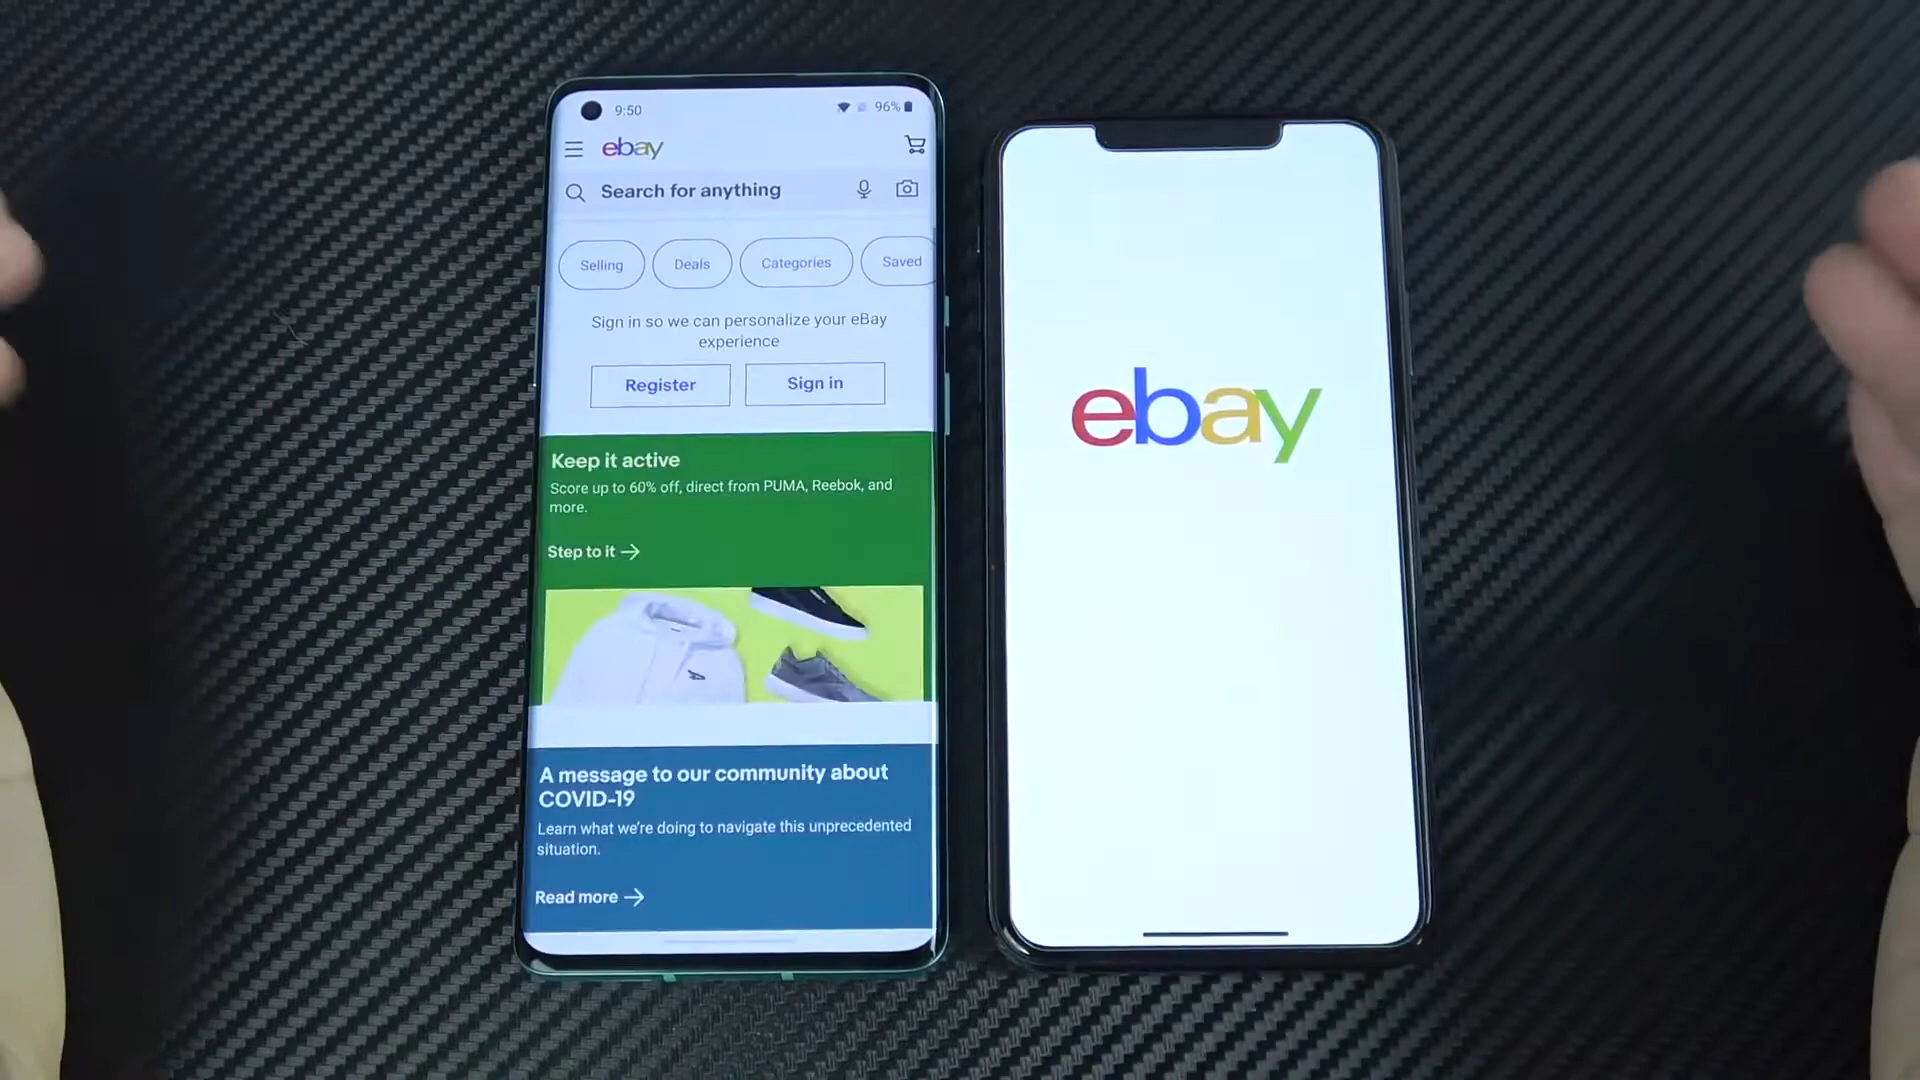 9:50
96%
ebay
Search for anything
Selling
Deals
Categories
Saved
Sign in so we can personalize your eBay
experience
Register
Sign in
Keep it active
Score up to 60% off, direct from PUMA, Reebok, and
more.
Step to it
A message to our community about
COVID-19
Learn what we're doing to navigate this unprecedented
situation.
Read more
ebay